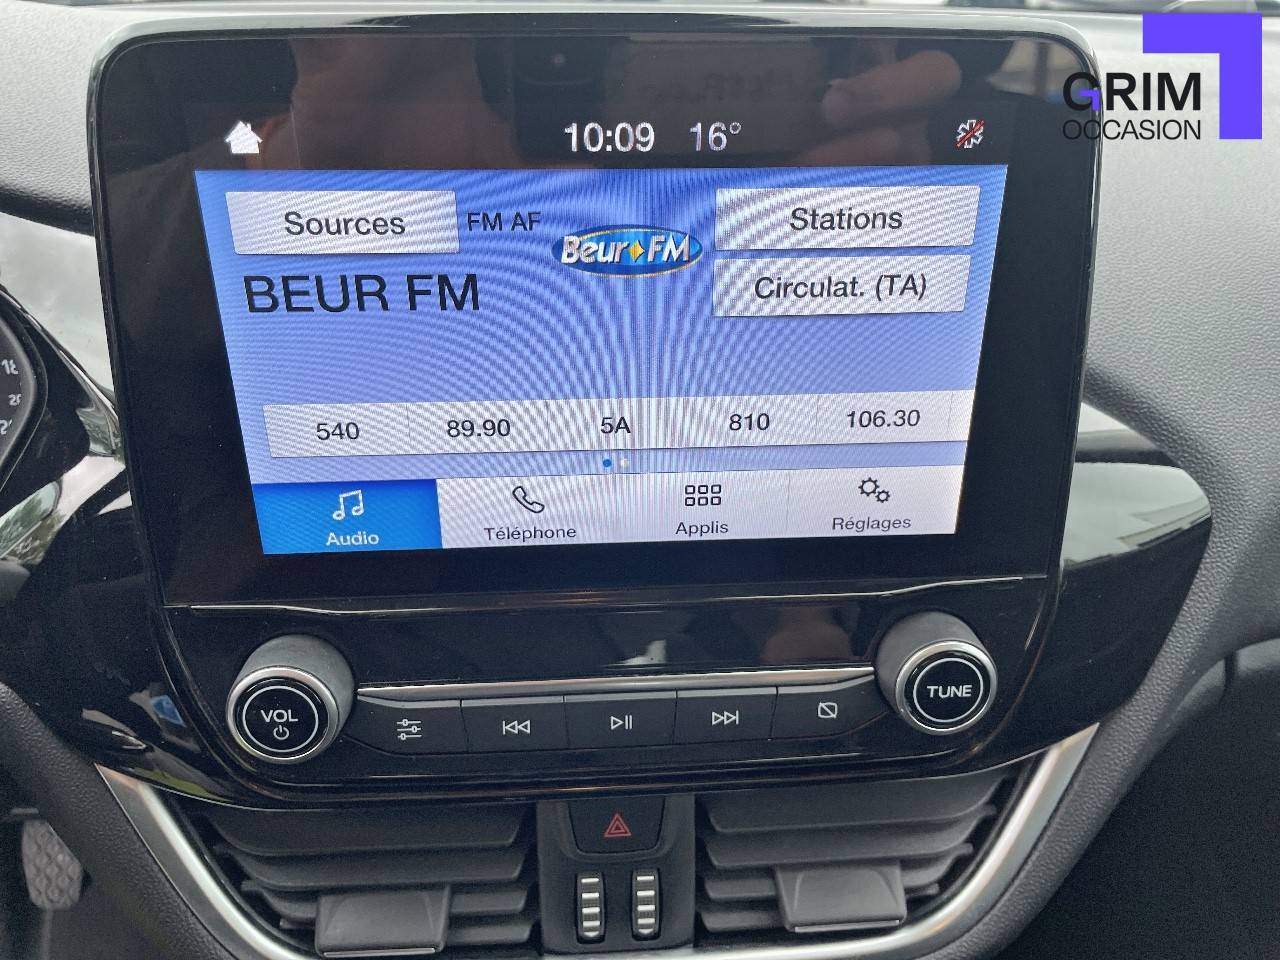 GRIM
OCCASION
10:09 16°
Sources
FM AF
Beur FM
Stations
BEUR FM
Circulat. (TA)
540
89.90
5A
810
106.30
Audio
Téléphone
Applis
Réglages
VOL
TUNE